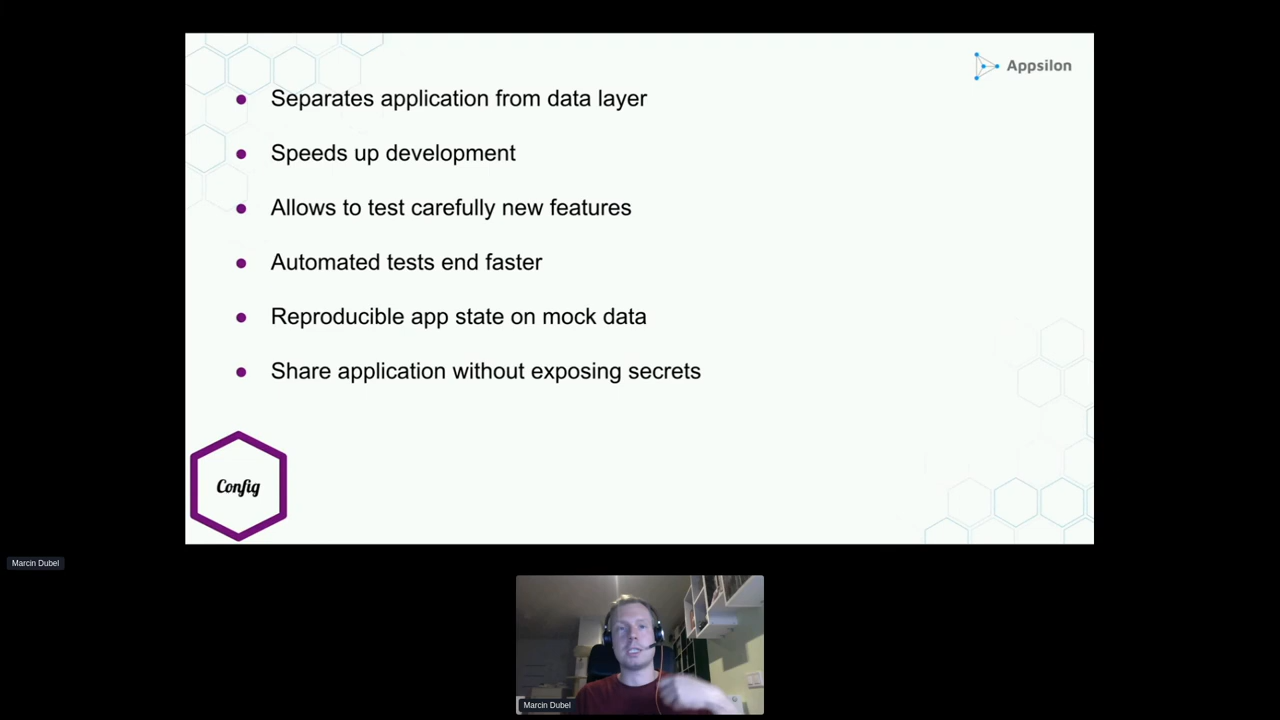 Appsilon
Separates application from data layer
Speeds up development
Allows to test carefully new features
Automated tests end faster
Reproducible app state on mock data
Share application without exposing secrets
Config
Marcin Dubel
Marcin Dubel